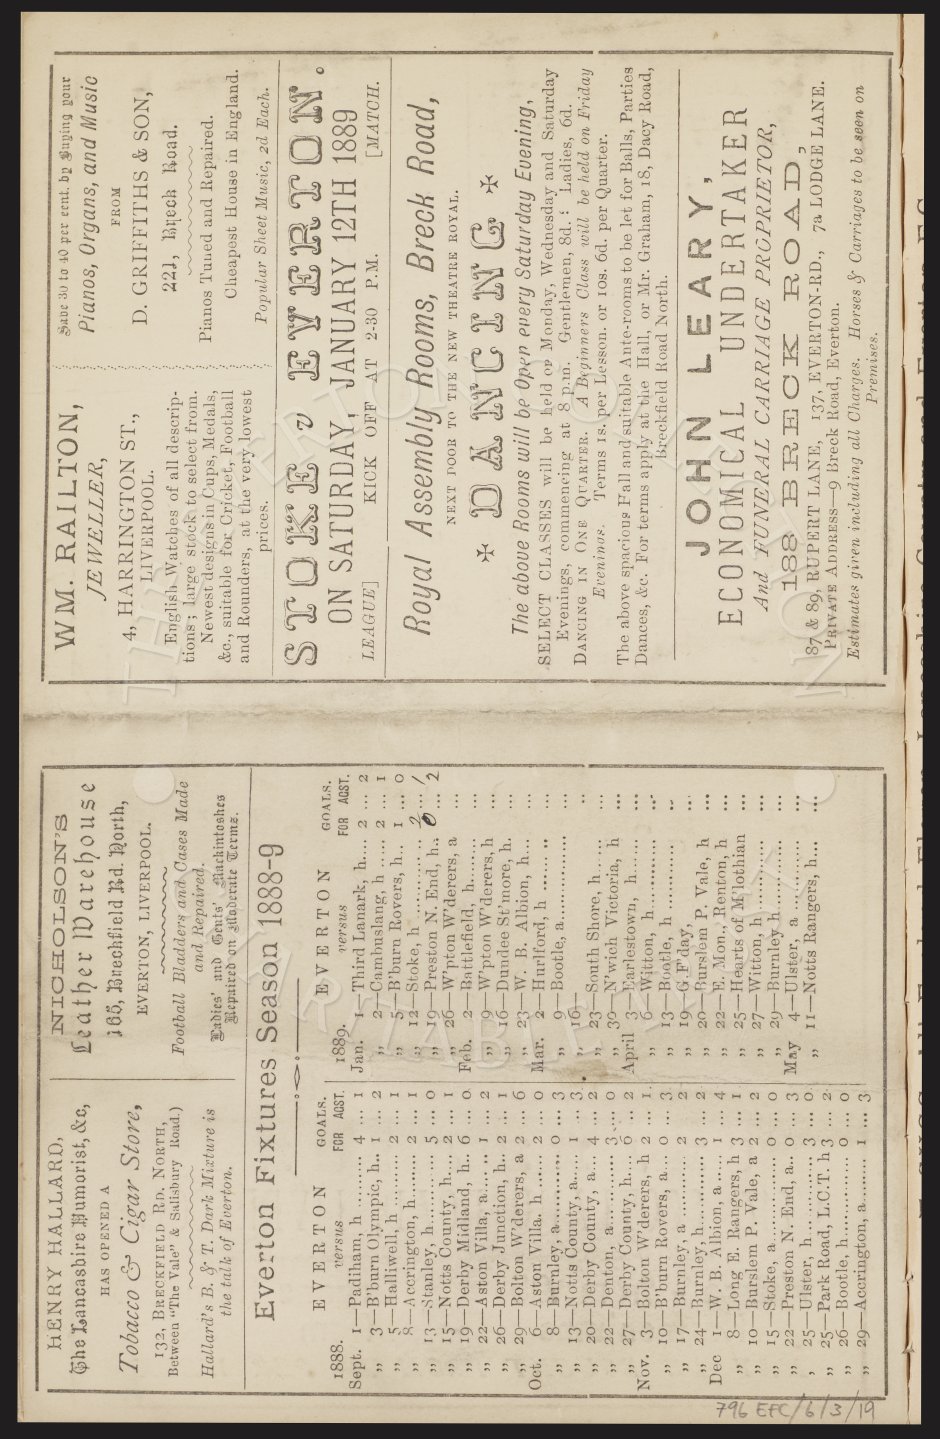 HENRY HALLARD,
The Lancashire Humorist, &c,
HAS OPENED A
Tobacco & Cigar Store,
132, BRECKFIELD RD. NORTH,
Between "The Vale" & Salisbury Road.)
Hallard's B. & T. Dark Mixture is
the talk of Everton.
NICHOLSON'S
Leather Warehouse
165, Breckfield Rd. North,
EVERTON, LIVERPOOL.
Football Bladders and Cases Made
and Repaired.
Ladies' and Gents' Mackintoshes
Repaired on Moderate Terms.
Everton Fixtures Season 1888-9
EVERTON GOALS.
1888. versus FOR AGST.
Sept. 1—Padiham, h .......... 4 ... 1
,, 3—B'burn Olympic, h.. 1 ... 2
,, 5—Halliwell, h ......... 2 ... 1
,, 8—Accrington, h ........ 2 ... 1
,, 13—Stanley, h ........... 5 ... 0
,, 15—Notts County, h..... 2 ... 1
,, 19—Derby Midland, h.. 6 ... 0
,, 22—Aston Villa, a....... 1 ... 2
,, 26—Derby Junction, h.. 2 ... 1
,, 29—Bolton W'derers, a 2 ... 6
Oct. 6—Aston Villa. h ...... 2 ... 0
,, 8—Burnley, a........... 0 ... 3
,, 13—Notts County, a..... 1 ... 3
,, 20—Derby County, a... 4 ... 2
,, 22—Denton, a........... 3 ... 0
,, 27—Derby County, h.... 6 ... 2
Nov. 3—Bolton W'derers, h 2 ... 1
,, 10—B'burn Rovers, a... 0 ... 3
,, 17—Burnley, a .......... 2 ... 2
,, 24—Burnley, h.......... 3 ... 2
Dec 1—W. B. Albion, a ..... 1 ... 4
,, 8—Long E. Rangers, h 3 ... 1
,, 10—Burslem P. Vale, a 2 ... 2
,, 15—Stoke, a............. 0 ... 0
,, 22—Preston N. End, a... 0 ... 3
, 25—Ulster, h............ 3 ... 0
,, 25—Park Road, L.C.T. h 3 ... 2
,, 26—Bootle, h............ 0 ... 0
,, 29—Accrington, a........ 1 ... 3
EVERTON GOALS.
1889. versus FOR AGST.
Jan. 1—Third Lanark, h.... 2 ... 2
,, 2—Cambuslang, h ..... 2 ... 1
,, 5—B'burn Rovers, h... 1 ... 0
,, 12—Stoke, h ............ 2 ... 1
,, 19—Preston N. End, h.. 0 ... 2
,, 26—W'pton W'derers, a ...
Feb. 2—Battlefield, h........ ...
,, 9—W'pton W'derers, h ...
,, 16—Dundee St'more, h. ...
,, 23—W. B. Albion, h.... ...
Mar. 2—Hurlford, h ........ ...
,, 9—Bootle, a............ ...
,, 16— ..
,, 23—South Shore, h...... ...
,, 30—N'wich Victoria, h ...
April 3—Earlestown, h....... ...
,, 6—Witton, h........... ...
,, 13—Bootle, h ........... ..
,, 19—G.F'day,
,, 20—Burslem P. Vale, h ...
,, 22—E. Mon., Renton, h ...
,, 25—Hearts of M'lothian ...
,, 27—Witton, h .......... ...
,, 29—Burnley h........... ...
May 4—Ulster, a ........... ...
,, 11—Notts Rangers, h... ...
WM. RAILTON,
JEWELLER,
4, HARRINGTON ST.,
LIVERPOOL.
English Watches of all descrip-
tions; large stock to select from.
Newest designs in Cups, Medals,
&c., suitable for Cricket, Football
and Rounders, at the very lowest
prices.
Save 30 to 40 per cent. by Buying your
Pianos, Organs, and Music
FROM
D. GRIFFITHS & SON,
221, Breck Road.
Pianos Tuned and Repaired.
Cheapest House in England.
Popular Sheet Music, 2d Each.
STOKE v EVERTON.
ON SATURDAY, JANUARY 12TH 1889
LEAGUE] KICK OFF AT 2-30 P.M. [MATCH.
Royal Assembly Rooms, Breck Road,
NEXT DOOR TO THE NEW THEATRE ROYAL.
DANCING
The above Rooms will be Open every Saturday Evening,
SELECT CLASSES will be held on Monday, Wednesday and Saturday
Evenings, commencing at 8 p.m. Gentlemen, 8d.: Ladies, 6d.
DANCING IN ONE QUARTER. A Beginners Class will be held on Friday
Evenings. Terms 1s. per Lesson. or 10s. 6d. per Quarter.
The above spacious Hall and suitable Ante-rooms to be let for Balls, Parties
Dances, &c. For terms apply at the Hall, or Mr. Graham, 18, Dacy Road,
Breckfield Road North.
JOHN LEARY,
ECONOMICAL UNDERTAKER
And FUNERAL CARRIAGE PROPRIETOR,
188 BRECK ROAD,
87 & 89, RUPERT LANE, 137, EVERTON-RD., 7a LODGE LANE.
PRIVATE ADDRESS—9 Breck Road, Everton.
Estimates given including all Charges. Horses & Carriages to be seen on
Premises.
796 EFC/6/3/19